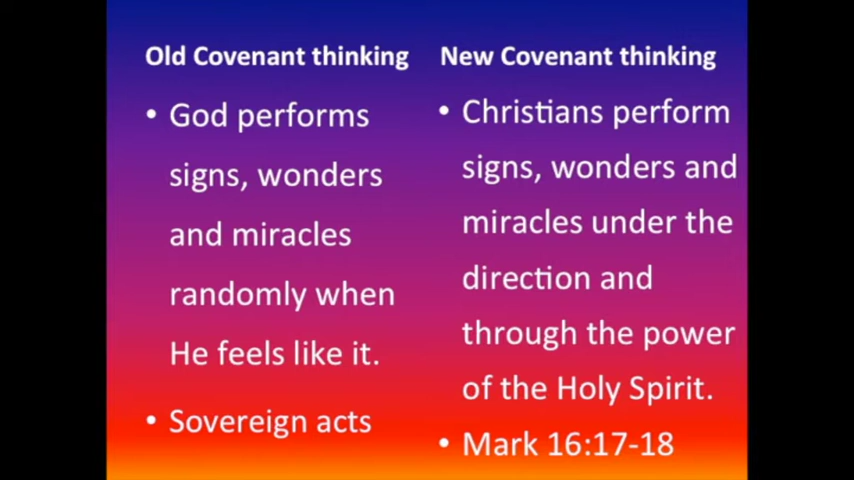 Old Covenant thinking
• God performs
signs, wonders
and miracles
randomly when
He feels like it.
• Sovereign acts
New Covenant thinking
• Christians perform
signs, wonders and
miracles under the
direction and
through the power
of the Holy Spirit.
• Mark 16:17-18